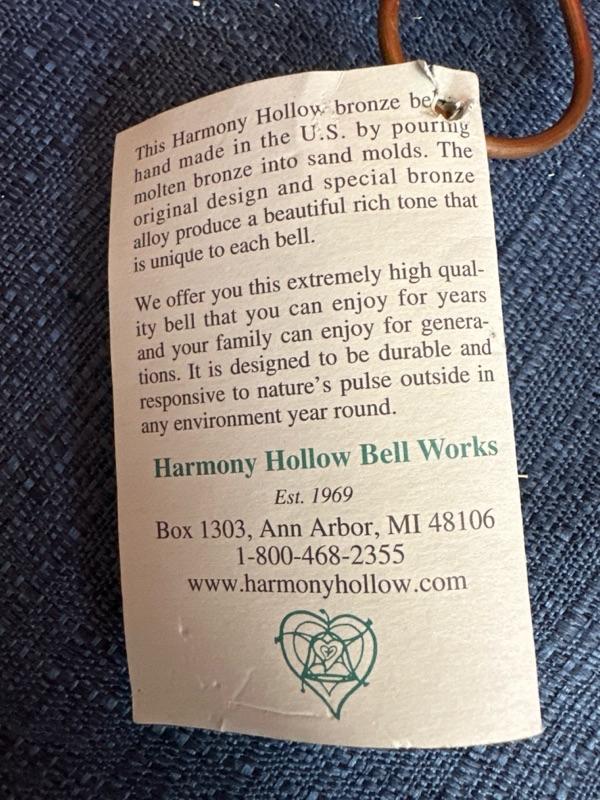 This Harmony Hollow bronze be
hand made in the U.S. by pouring
molten bronze into sand molds. The
original design and special bronze
alloy produce a beautiful rich tone that
is unique to each bell.
We offer you this extremely high qual-
ity bell that you can enjoy for years
and your family can enjoy for genera-
tions. It is designed to be durable and
responsive to nature's pulse outside in
any environment year round.
Harmony Hollow Bell Works
Est. 1969
Box 1303, Ann Arbor, MI 48106
1-800-468-2355
www.harmonyhollow.com